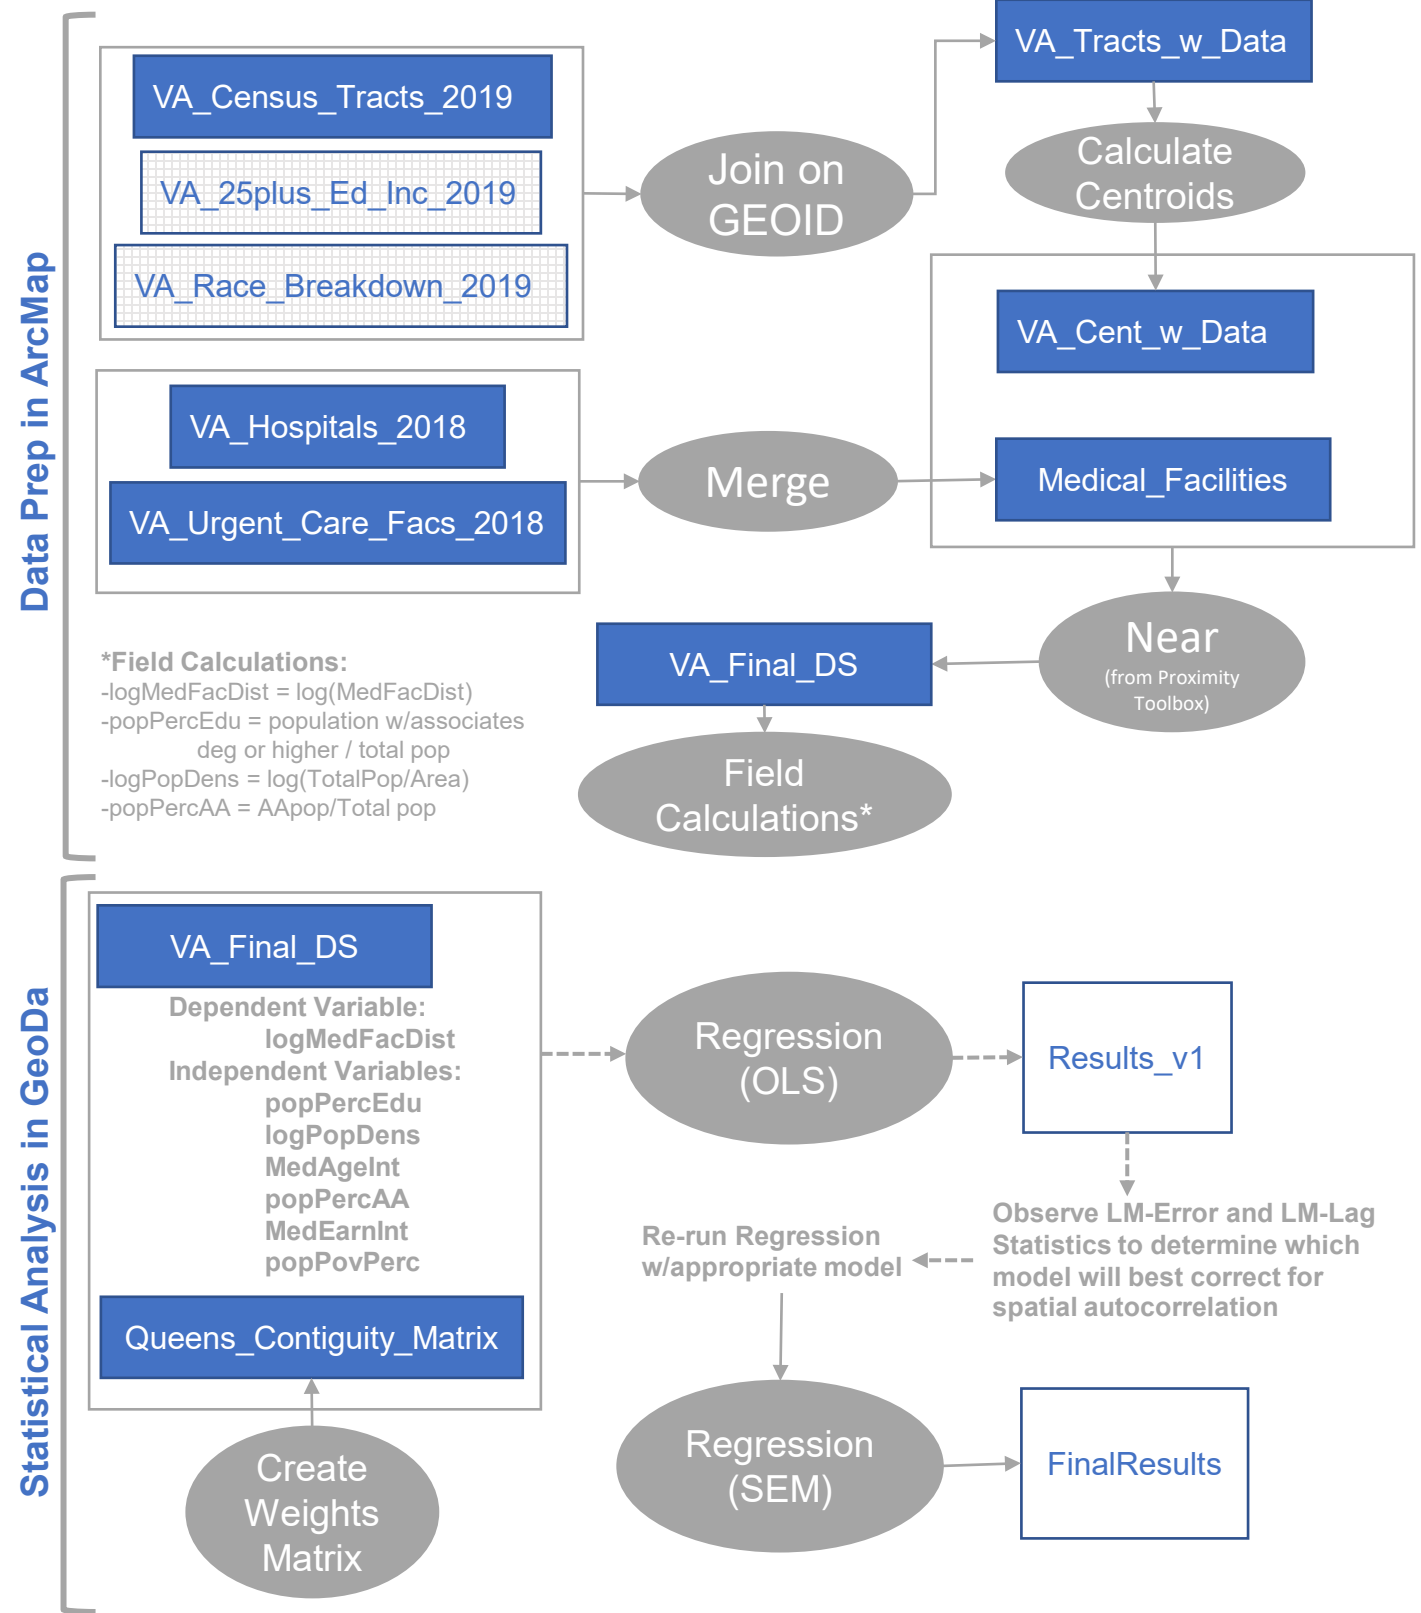 Data Prep in ArcMap
VA_Census_Tracts_2019
VA_25plus_Ed_Inc_2019
VA_Race_Breakdown_2019
Join on
GEOID
VA_Tracts_w_Data
Calculate
Centroids
VA_Cent_w_Data
VA_Hospitals_2018
VA_Urgent_Care_Facs_2018
Merge
Medical_Facilities
Near
(from Proximity
Toolbox)
VA_Final_DS
Field
Calculations*
*Field Calculations:
-logMedFacDist = log(MedFacDist)
-popPercEdu = population w/associates
deg or higher / total pop
-logPopDens = log(TotalPop/Area)
-popPercAA = AApop/Total pop
Statistical Analysis in GeoDa
VA_Final_DS
Dependent Variable:
logMedFacDist
Independent Variables:
popPercEdu
logPopDens
MedAgeInt
popPercAA
MedEarnInt
popPovPerc
Queens_Contiguity_Matrix
Create
Weights
Matrix
Regression
(OLS)
Results_v1
Observe LM-Error and LM-Lag
Statistics to determine which
model will best correct for
spatial autocorrelation
Re-run Regression
w/appropriate model
Regression
(SEM)
FinalResults